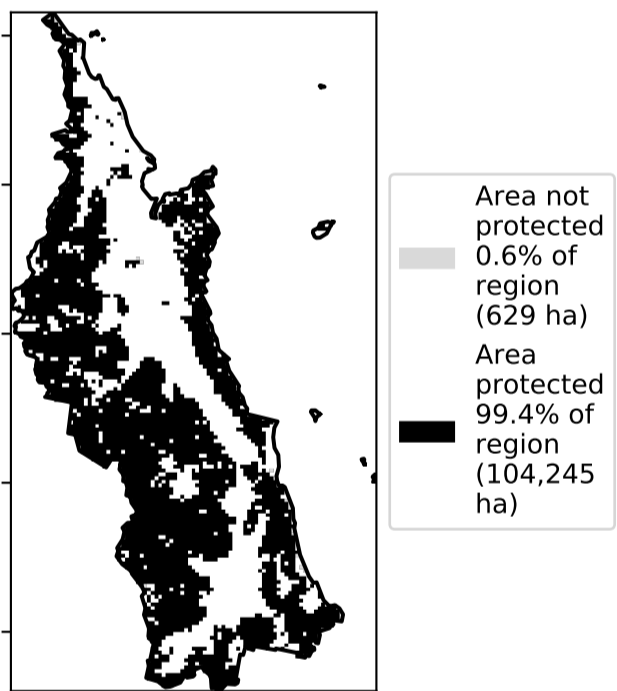 Area not
protected
0.6% of
region
(629 ha)
Area
protected
99.4% of
region
(104,245
ha)